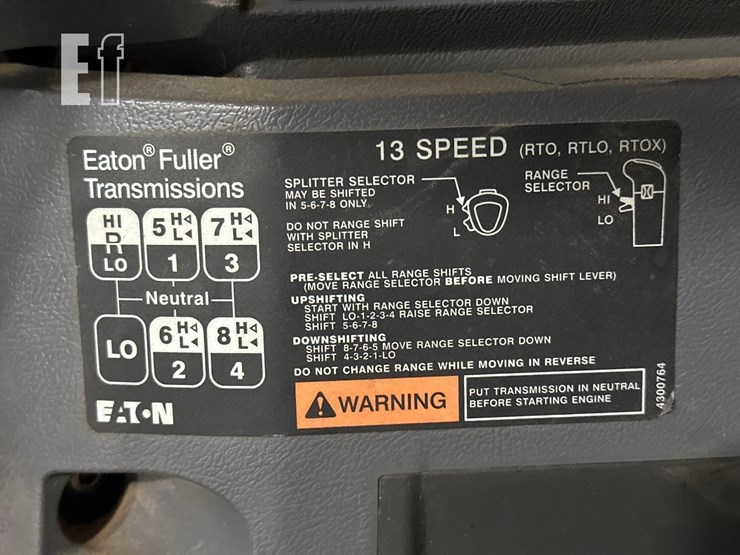 Ef
Eaton® Fuller®
Transmissions
13 SPEED (RTO, RTLO, RTOX)
SPLITTER SELECTOR
MAY BE SHIFTED
IN 5-6-7-8 ONLY.
DO NOT RANGE SHIFT
WITH SPLITTER
SELECTOR IN H
H
L
RANGE
SELECTOR
HI
LO
HI
R
LO
5 H
L
1
7 H
L
3
Neutral
LO
6 H
L
2
8 H
L
4
PRE-SELECT ALL RANGE SHIFTS
(MOVE RANGE SELECTOR BEFORE MOVING SHIFT LEVER)
UPSHIFTING
START WITH RANGE SELECTOR DOWN
SHIFT LO-1-2-3-4 RAISE RANGE SELECTOR
SHIFT 5-6-7-8
DOWNSHIFTING
SHIFT 8-7-6-5 MOVE RANGE SELECTOR DOWN
SHIFT 4-3-2-1-LO
DO NOT CHANGE RANGE WHILE MOVING IN REVERSE
EATON
WARNING
PUT TRANSMISSION IN NEUTRAL
BEFORE STARTING ENGINE
4300764